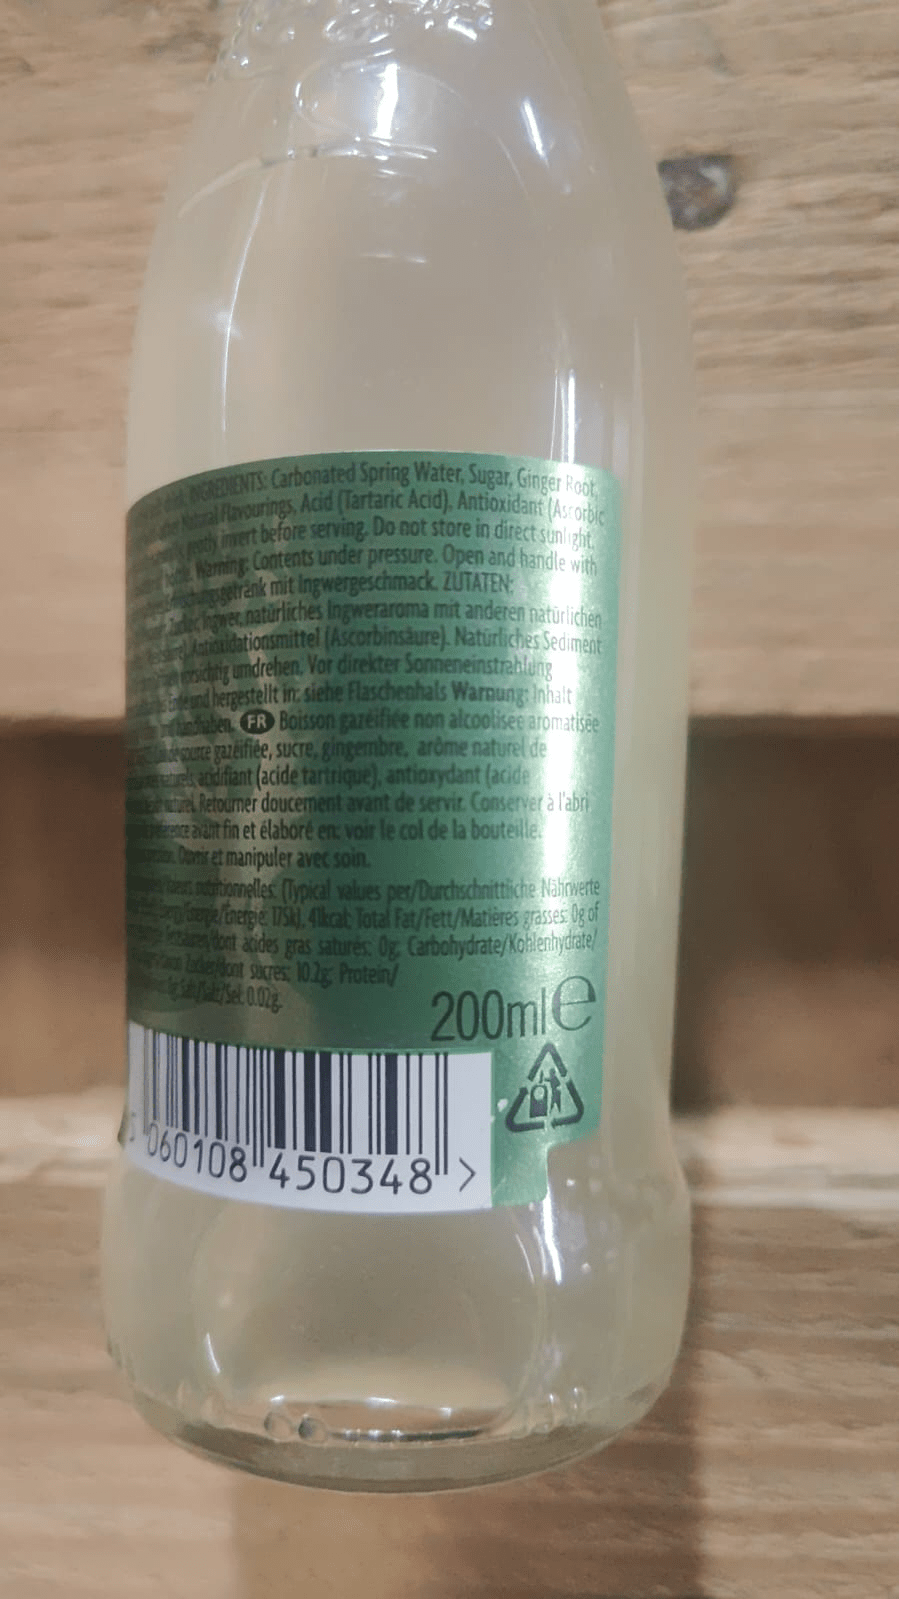 drink. INGREDIENTS: Carbonated Spring Water, Sugar, Ginger Root,
other Natural Flavourings, Acid (Tartaric Acid), Antioxidant (Ascorbic
gently invert before serving. Do not store in direct sunlight.
Warning: Contents under pressure. Open and handle with
mit Ingwergeschmack. ZUTATEN:
Ingwer, natürliches Ingweraroma mit anderen natürlichen
Antioxidationsmittel (Ascorbinsäure). Natürliches Sediment
vorsichtig umdrehen. Vor direkter Sonneneinstrahlung
Ende und hergestellt in: siehe Flaschenhals Warnung: Inhalt
handhaben. FR Boisson gazéifiée non alcoolisée aromatisée
source gazéifiée, sucre, gingembre, arôme naturel de
naturels, acidifiant (acide tartrique), antioxydant (acide
naturel. Retourner doucement avant de servir. Conserver à l'abri
avant fin et élaboré en: voir le col de la bouteille.
Ouvrir et manipuler avec soin.
nutritionnelles: (Typical values per/Durchschnittliche Nährwerte
Energy/Energie/Énergie: 175kJ, 41kcal; Total Fat/Fett/Matières grasses: 0g of
dont acides gras saturés: 0g; Carbohydrate/Kohlenhydrate/
Zucker/dont sucres: 10.2g; Protein/
Salt/Salz/Sel: 0.02g.
200ml e
5 060108 450348 >